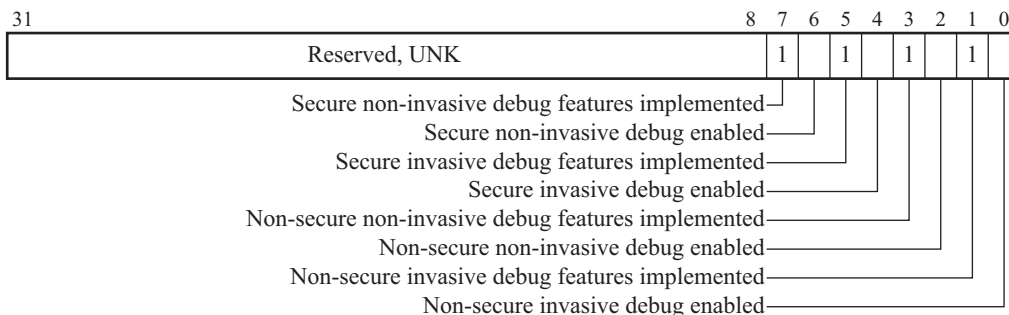 31 8 7 6 5 4 3 2 1 0
Reserved, UNK 1 1 1 1
Secure non-invasive debug features implemented
Secure non-invasive debug enabled
Secure invasive debug features implemented
Secure invasive debug enabled
Non-secure non-invasive debug features implemented
Non-secure non-invasive debug enabled
Non-secure invasive debug features implemented
Non-secure invasive debug enabled